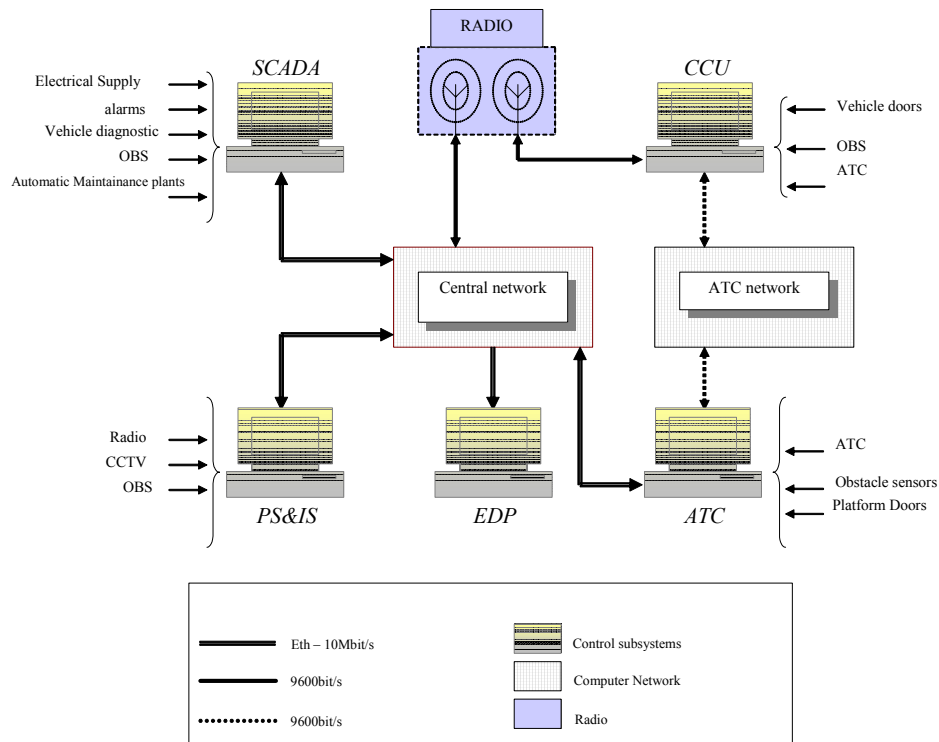 RADIO
SCADA
CCU
Electrical Supply
alarms
Vehicle diagnostic
OBS
Automatic Maintainance plants
Vehicle doors
OBS
ATC
Central network
ATC network
Radio
CCTV
OBS
ATC
Obstacle sensors
Platform Doors
PS&IS
EDP
ATC
Eth – 10Mbit/s
9600bit/s
9600bit/s
Control subsystems
Computer Network
Radio